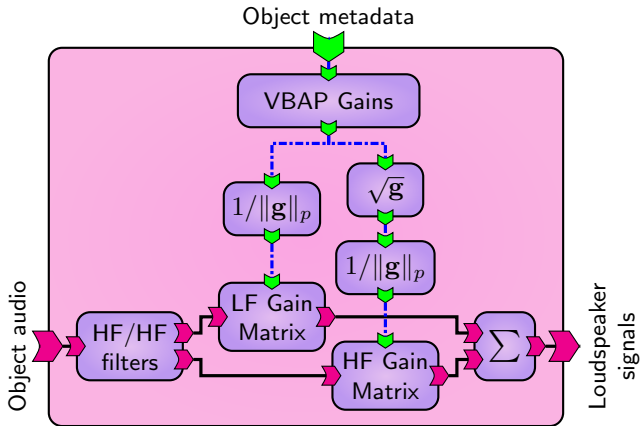 Object metadata
VBAP Gains
√g
1/‖g‖ₚ
1/‖g‖ₚ
LF Gain
Matrix
HF/HF
filters
HF Gain
Matrix
∑
Object audio
Loudspeaker
signals